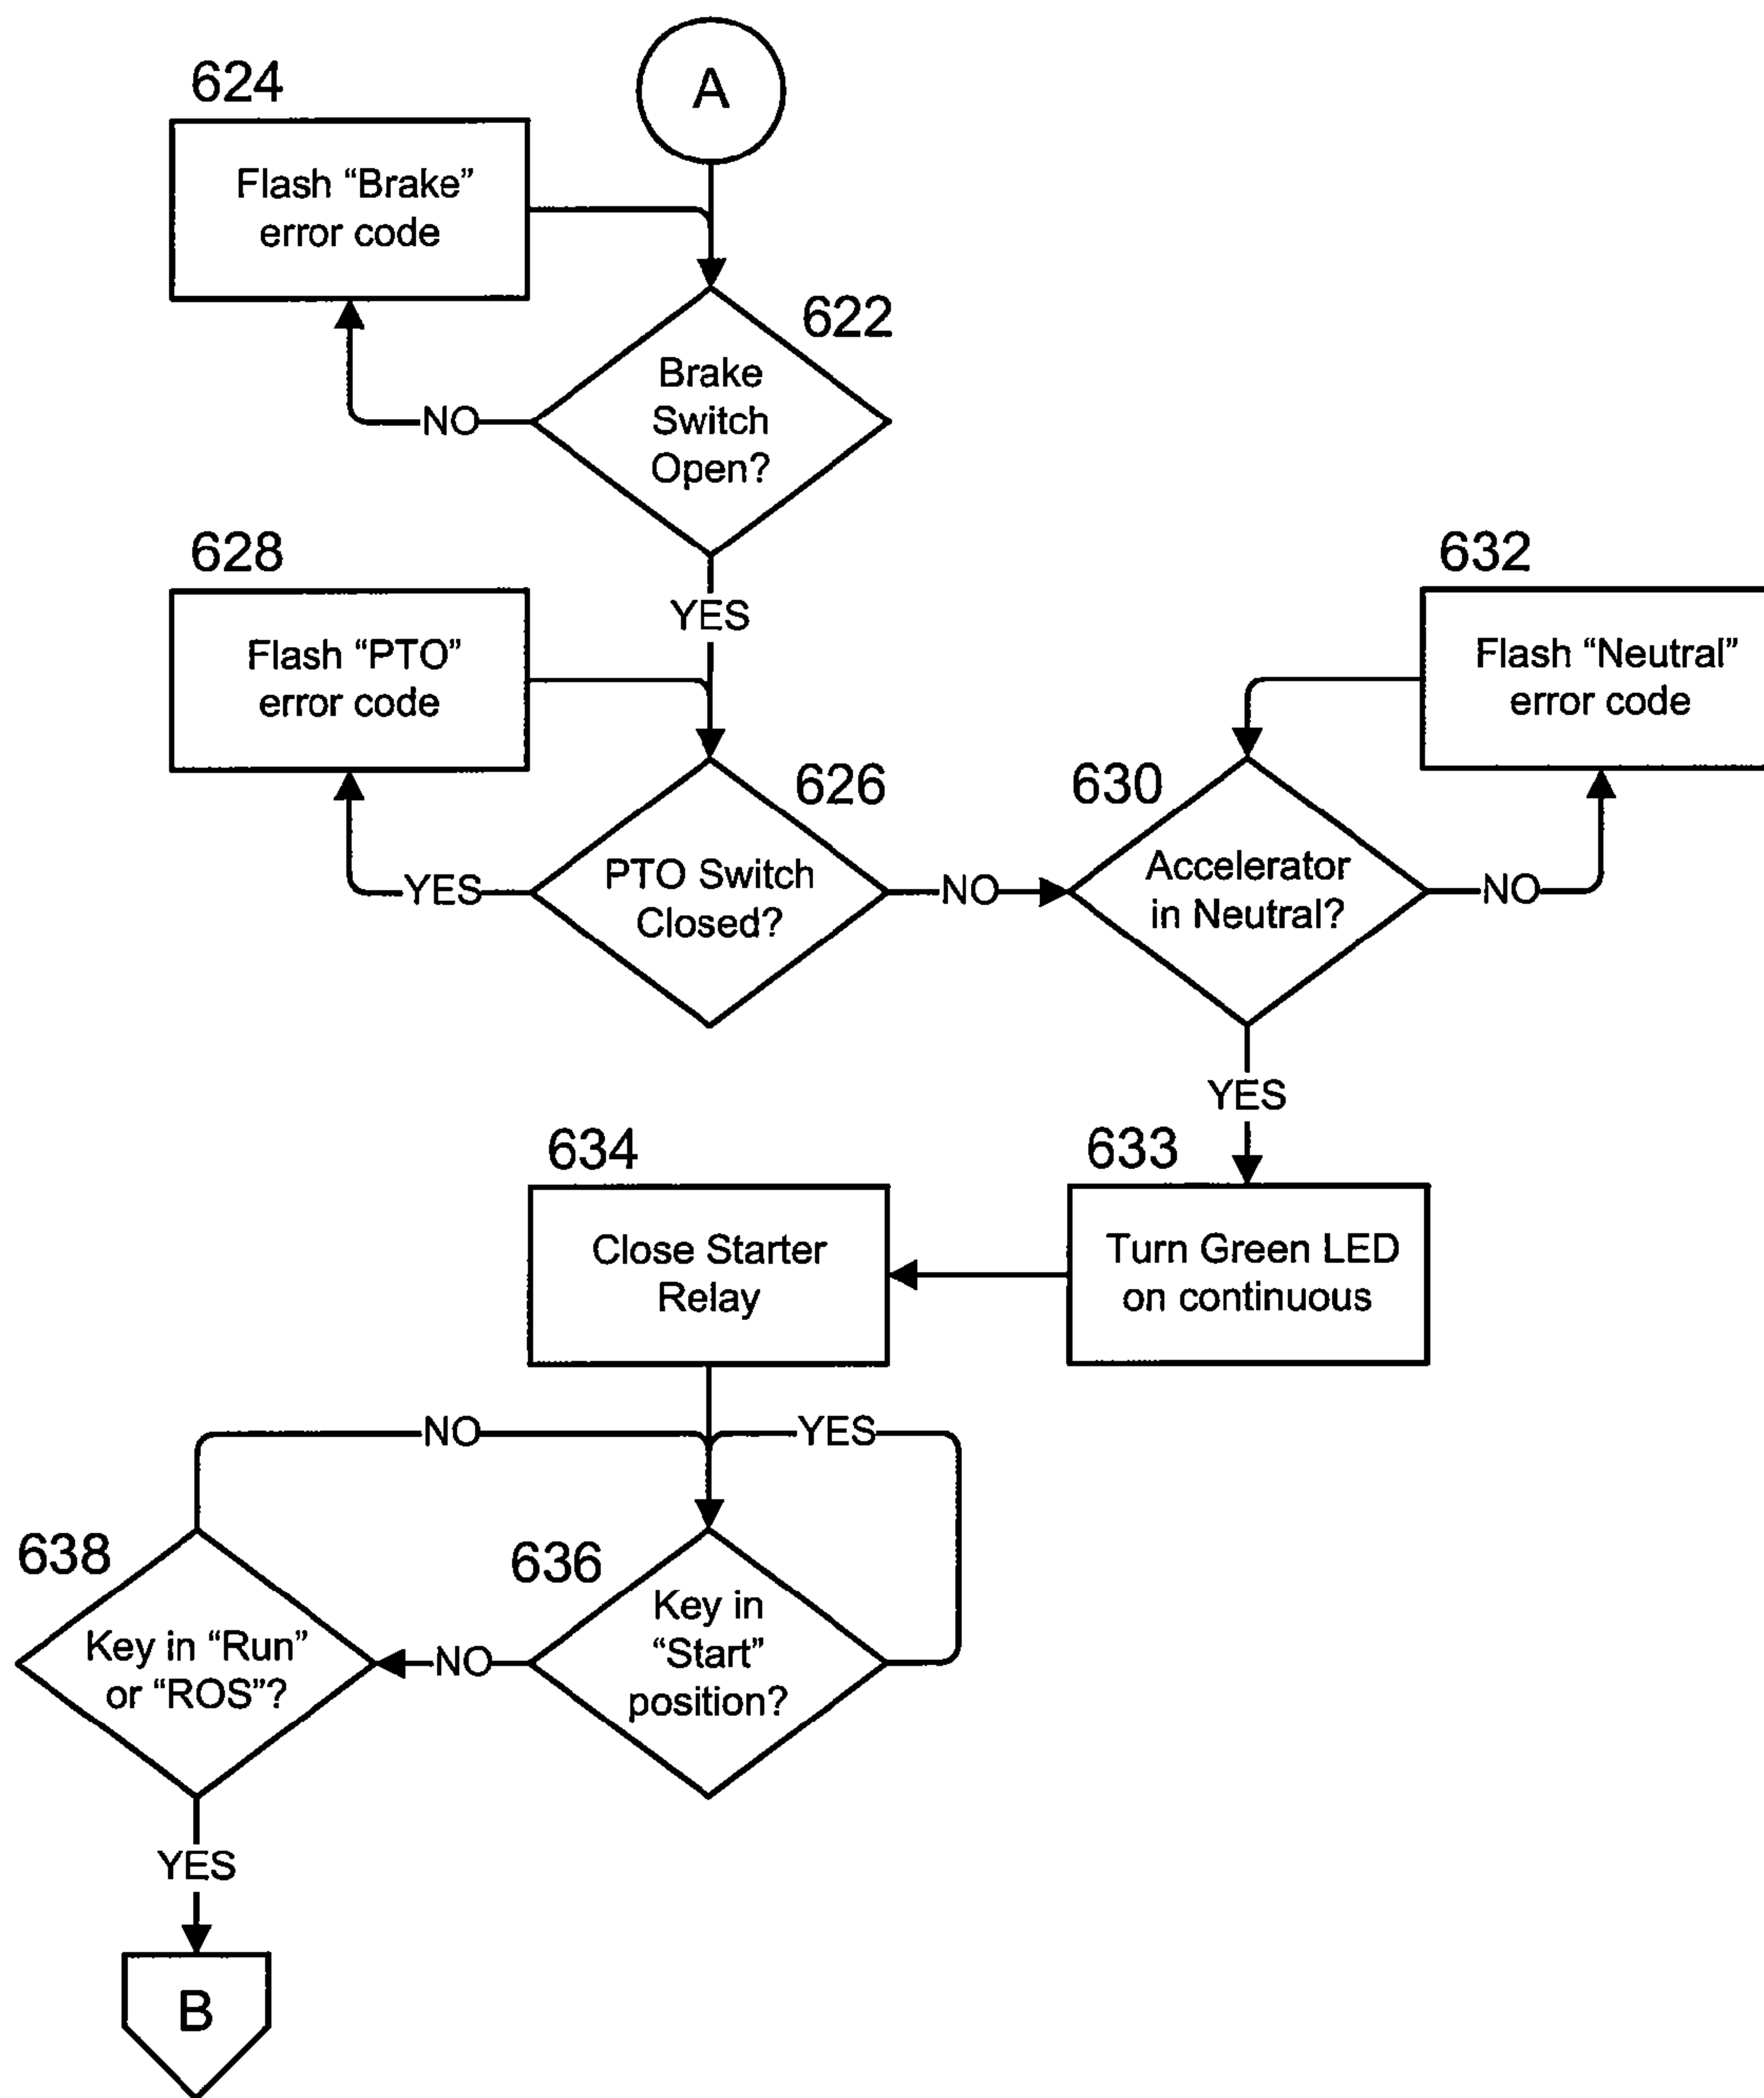 A
624
Flash “Brake”
error code
622
Brake
Switch
Open?
NO
YES
628
Flash “PTO”
error code
626
PTO Switch
Closed?
YES
NO
632
Flash “Neutral”
error code
630
Accelerator
in Neutral?
NO
YES
634
Close Starter
Relay
633
Turn Green LED
on continuous
NO
YES
638
Key in “Run”
or “ROS”?
NO
636
Key in
“Start”
position?
YES
B